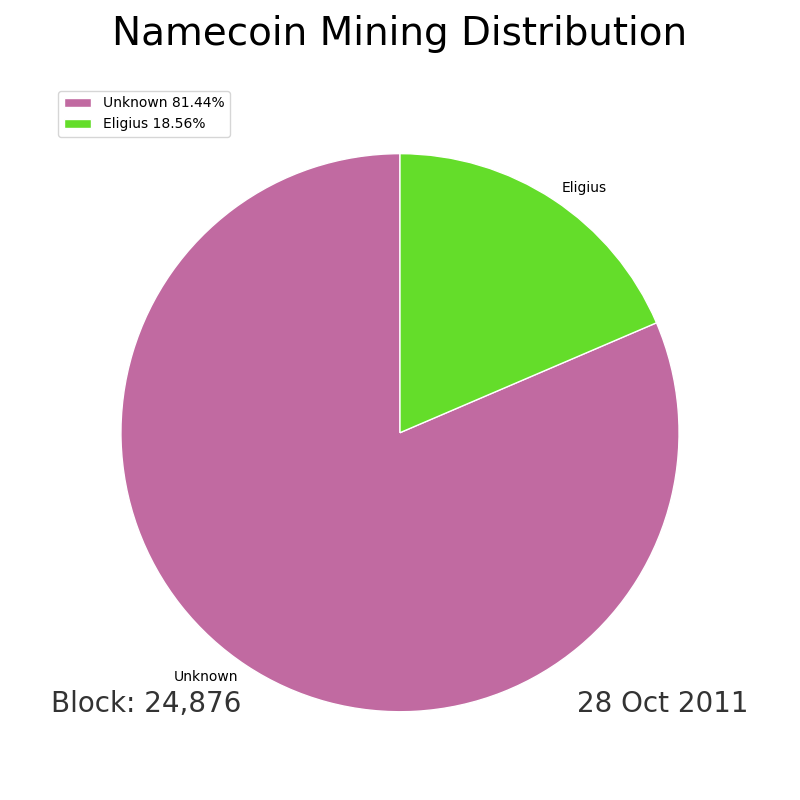 Namecoin Mining Distribution
Unknown 81.44%
Eligius 18.56%
Eligius
Unknown
Block: 24,876
28 Oct 2011